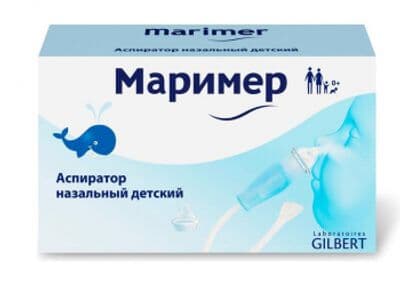 marimer
Аспиратор назальный детский
Маример
0+
Аспиратор
назальный детский
Laboratoires
GILBERT